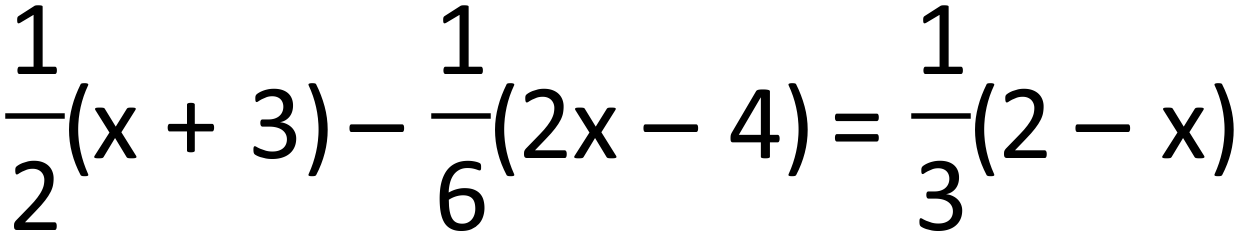 1/2(x + 3) – 1/6(2x – 4) = 1/3(2 – x)